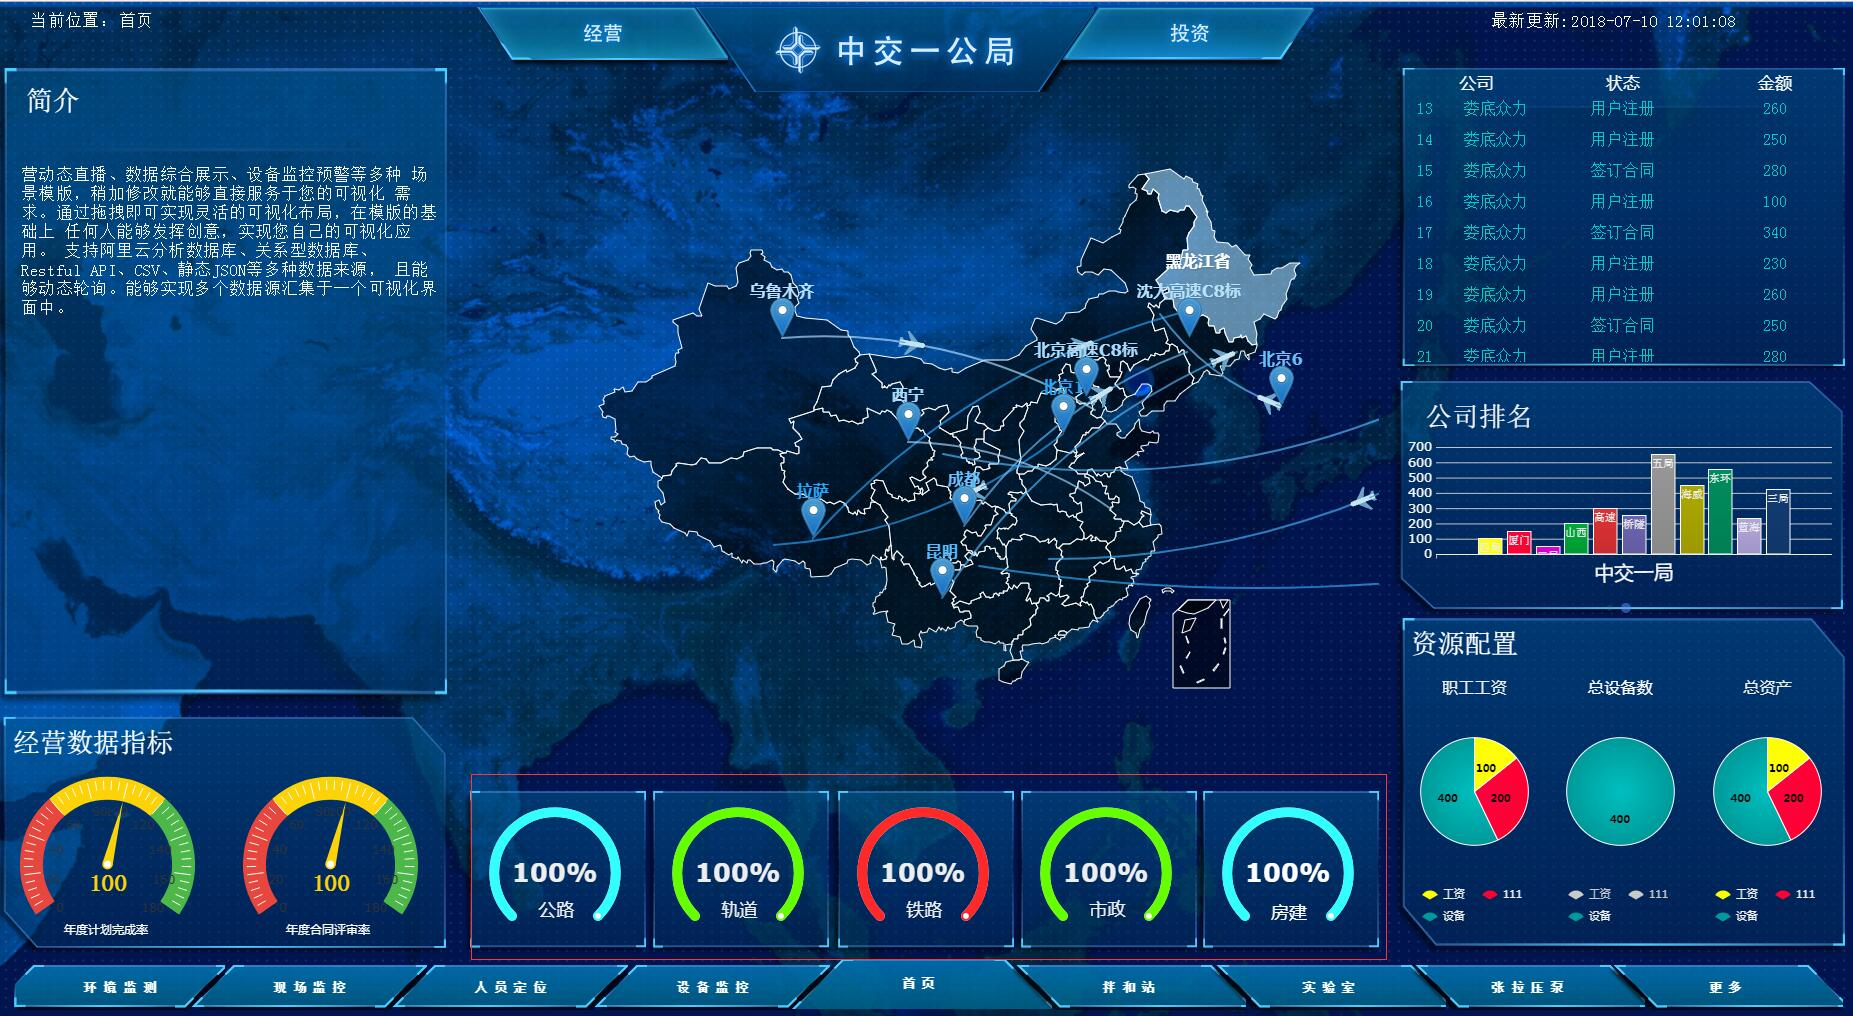 当前位置: 首页
经营
中交一公局
投资
最新更新:2018-07-10 12:01:08
简介
营动态直播、数据综合展示、设备监控预警等多种 场
景模版，稍加修改就能够直接服务于您的可视化 需
求。通过拖拽即可实现灵活的可视化布局，在模版的基
础上 任何人能够发挥创意，实现您自己的可视化应
用。 支持阿里云分析数据库、关系型数据库、
Restful API、CSV、静态JSON等多种数据来源， 且能
够动态轮询。能够实现多个数据源汇集于一个可视化界
面中。
经营数据指标
100
年度计划完成率
100
年度合同评审率
黑龙江省
沈大高速C8标
乌鲁木齐
北京高速C8标
北京6
西宁
成都
拉萨
昆明
100%
公路
100%
轨道
100%
铁路
100%
市政
100%
房建
公司 状态 金额
13 娄底众力 用户注册 260
14 娄底众力 用户注册 250
15 娄底众力 签订合同 280
16 娄底众力 用户注册 100
17 娄底众力 签订合同 340
18 娄底众力 用户注册 230
19 娄底众力 用户注册 260
20 娄底众力 签订合同 250
21 娄底众力 用户注册 280
公司排名
700
600
500
400
300
200
100
0
厦门
山西
高速
桥隧
五局
海威
东环
萱海
三局
中交一局
资源配置
职工工资 总设备数 总资产
100
200
400
400
100
200
400
工资 111
设备
工资 111
设备
工资 111
设备
环境监测
现场监控
人员定位
设备监控
首页
拌和站
实验室
张拉压泵
更多